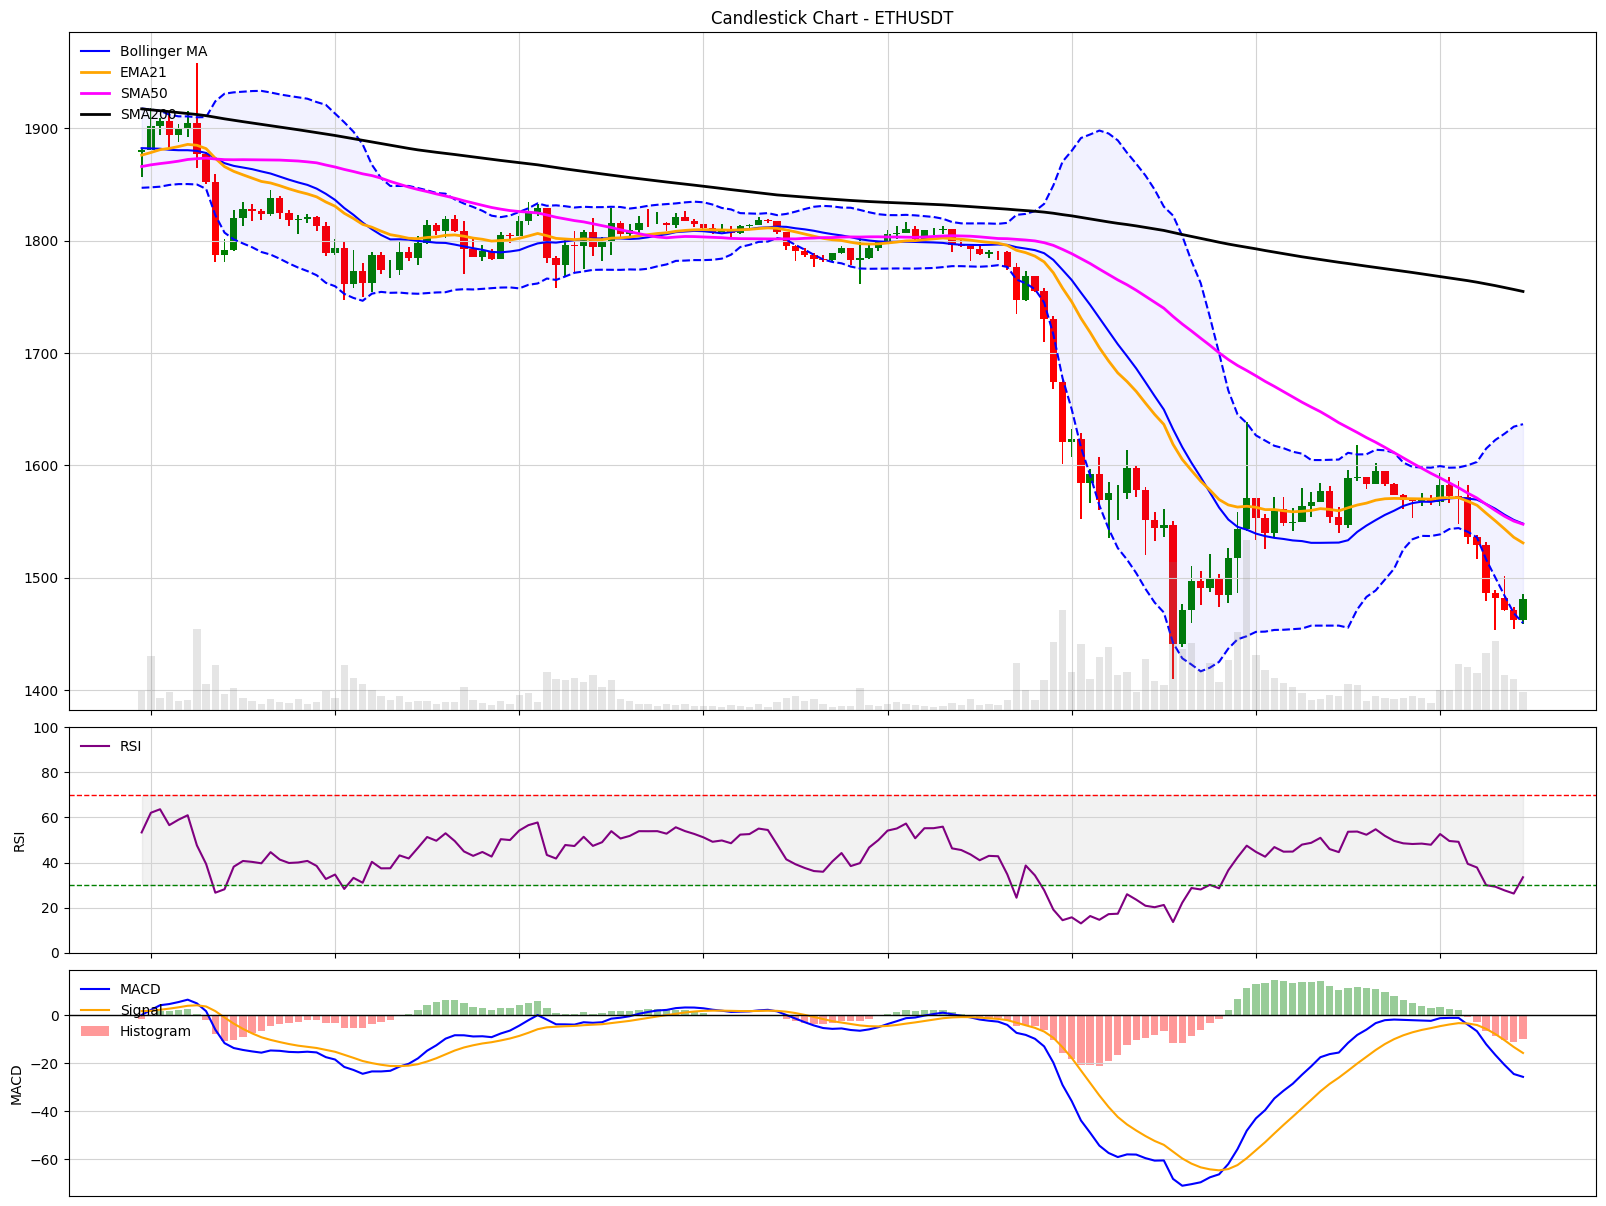 Candlestick Chart - ETHUSDT
Bollinger MA
EMA21
SMA50
SMA200
1900
1800
1700
1600
1500
1400
100
80
60
40
20
0
RSI
RSI
MACD
Signal
Histogram
0
−20
−40
−60
MACD